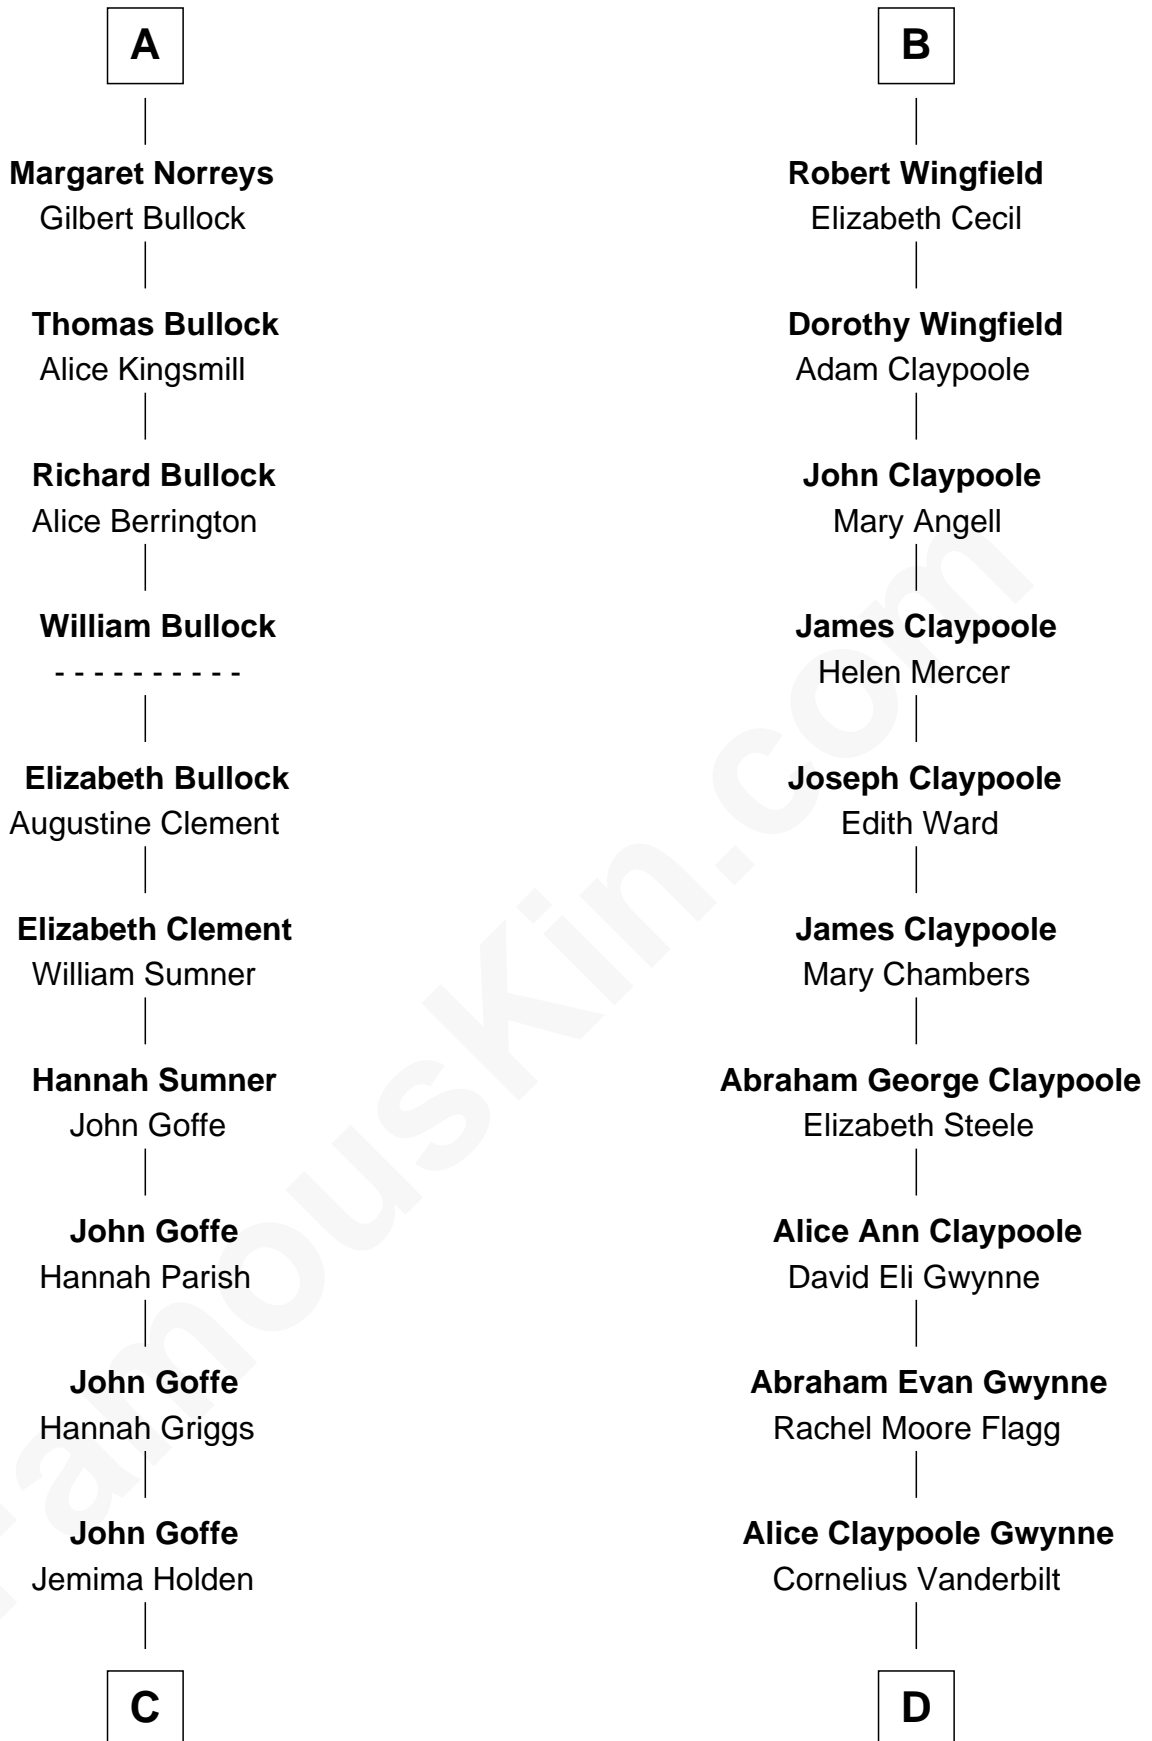 A
Margaret Norreys
Gilbert Bullock
Thomas Bullock
Alice Kingsmill
Richard Bullock
Alice Berrington
William Bullock
- - - - - - - - - -
Elizabeth Bullock
Augustine Clement
Elizabeth Clement
William Sumner
Hannah Sumner
John Goffe
John Goffe
Hannah Parish
John Goffe
Hannah Griggs
John Goffe
Jemima Holden
C
B
Robert Wingfield
Elizabeth Cecil
Dorothy Wingfield
Adam Claypoole
John Claypoole
Mary Angell
James Claypoole
Helen Mercer
Joseph Claypoole
Edith Ward
James Claypoole
Mary Chambers
Abraham George Claypoole
Elizabeth Steele
Alice Ann Claypoole
David Eli Gwynne
Abraham Evan Gwynne
Rachel Moore Flagg
Alice Claypoole Gwynne
Cornelius Vanderbilt
D
FamousKin.com